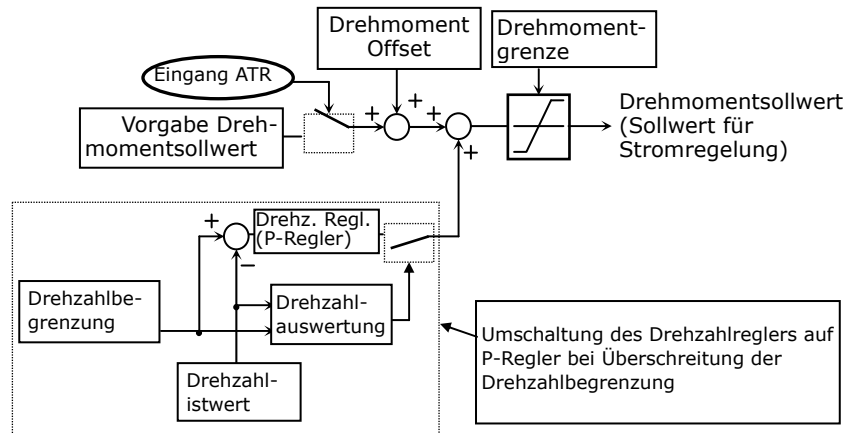 Drehmoment
Offset
Drehmoment-
grenze
Eingang ATR
Vorgabe Dreh-
momentsollwert
+
+
+
+
+
Drehmomentsollwert
(Sollwert für
Stromregelung)
Drehz. Regl.
(P-Regler)
+
−
Drehzahlbe-
grenzung
Drehzahl-
auswertung
Drehzahl-
istwert
Umschaltung des Drehzahlreglers auf
P-Regler bei Überschreitung der
Drehzahlbegrenzung